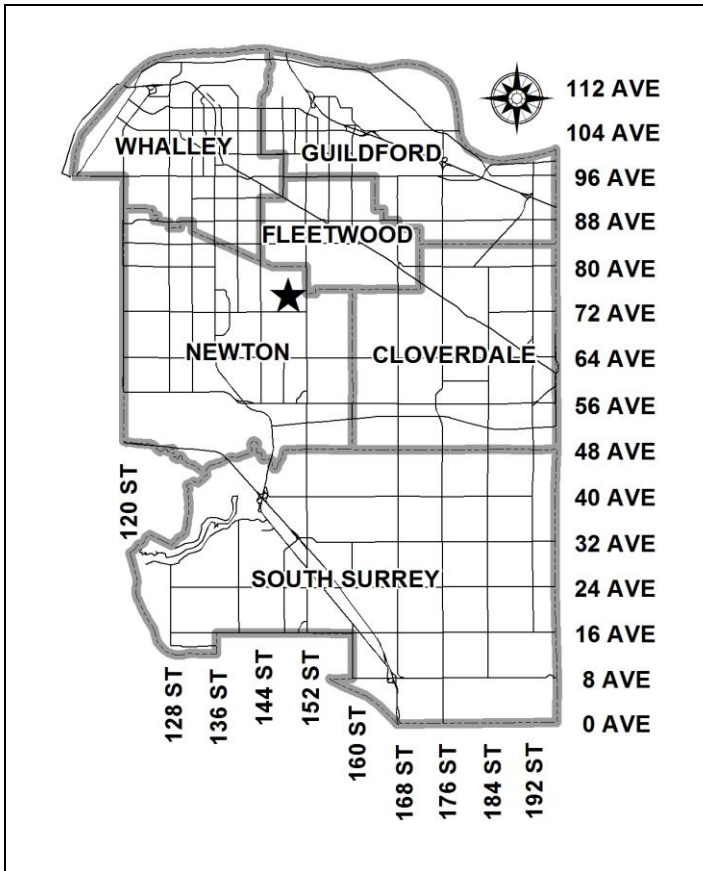 112 AVE
104 AVE
WHALLEY
GUILDFORD
96 AVE
88 AVE
FLEETWOOD
80 AVE
72 AVE
NEWTON
CLOVERDALE
64 AVE
56 AVE
48 AVE
120 ST
40 AVE
32 AVE
SOUTH SURREY
24 AVE
16 AVE
8 AVE
0 AVE
128 ST
136 ST
144 ST
152 ST
160 ST
168 ST
176 ST
184 ST
192 ST